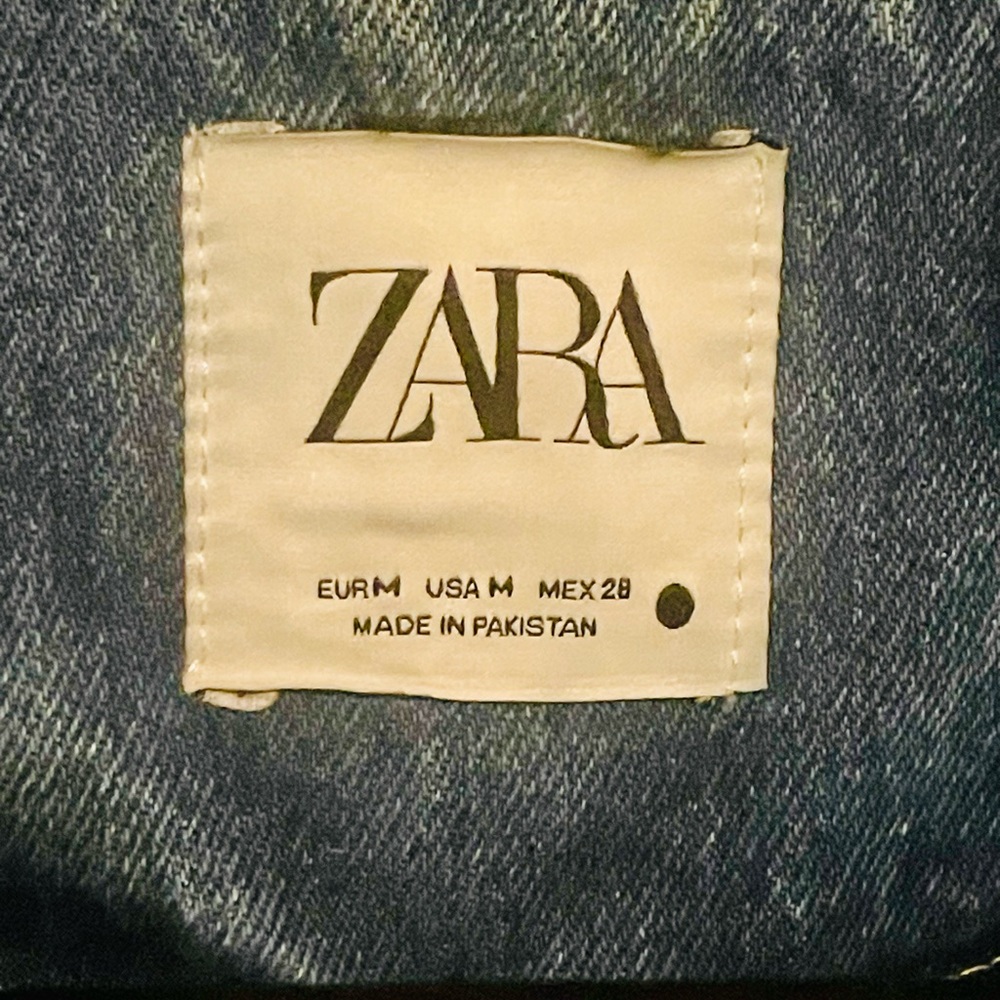 ZARA
EUR M USA M MEX 28
MADE IN PAKISTAN